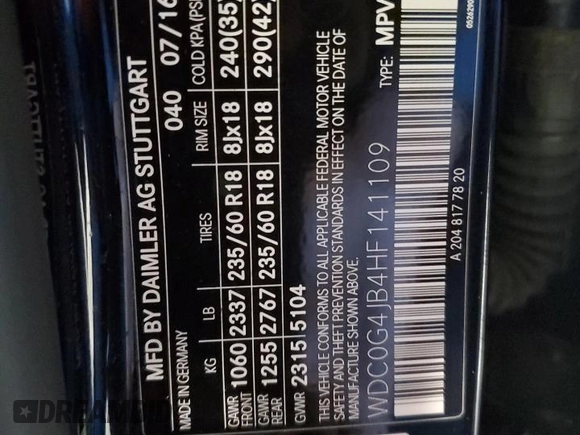 MFD BY DAIMLER AG STUTTGART
MADE IN GERMANY 040 07/16
KG LB TIRES RIM SIZE COLD KPA(PSI
GAWR FRONT 1060 2337 235/60 R18 8Jx18 240(35)
GAWR REAR 1255 2767 235/60 R18 8Jx18 290(42)
GVWR 2315 5104
THIS VEHICLE CONFORMS TO ALL APPLICABLE FEDERAL MOTOR VEHICLE
SAFETY AND THEFT PREVENTION STANDARDS IN EFFECT ON THE DATE OF
MANUFACTURE SHOWN ABOVE.
WDC0G4JB4HF141109 TYPE: MPV
A 204 817 78 20